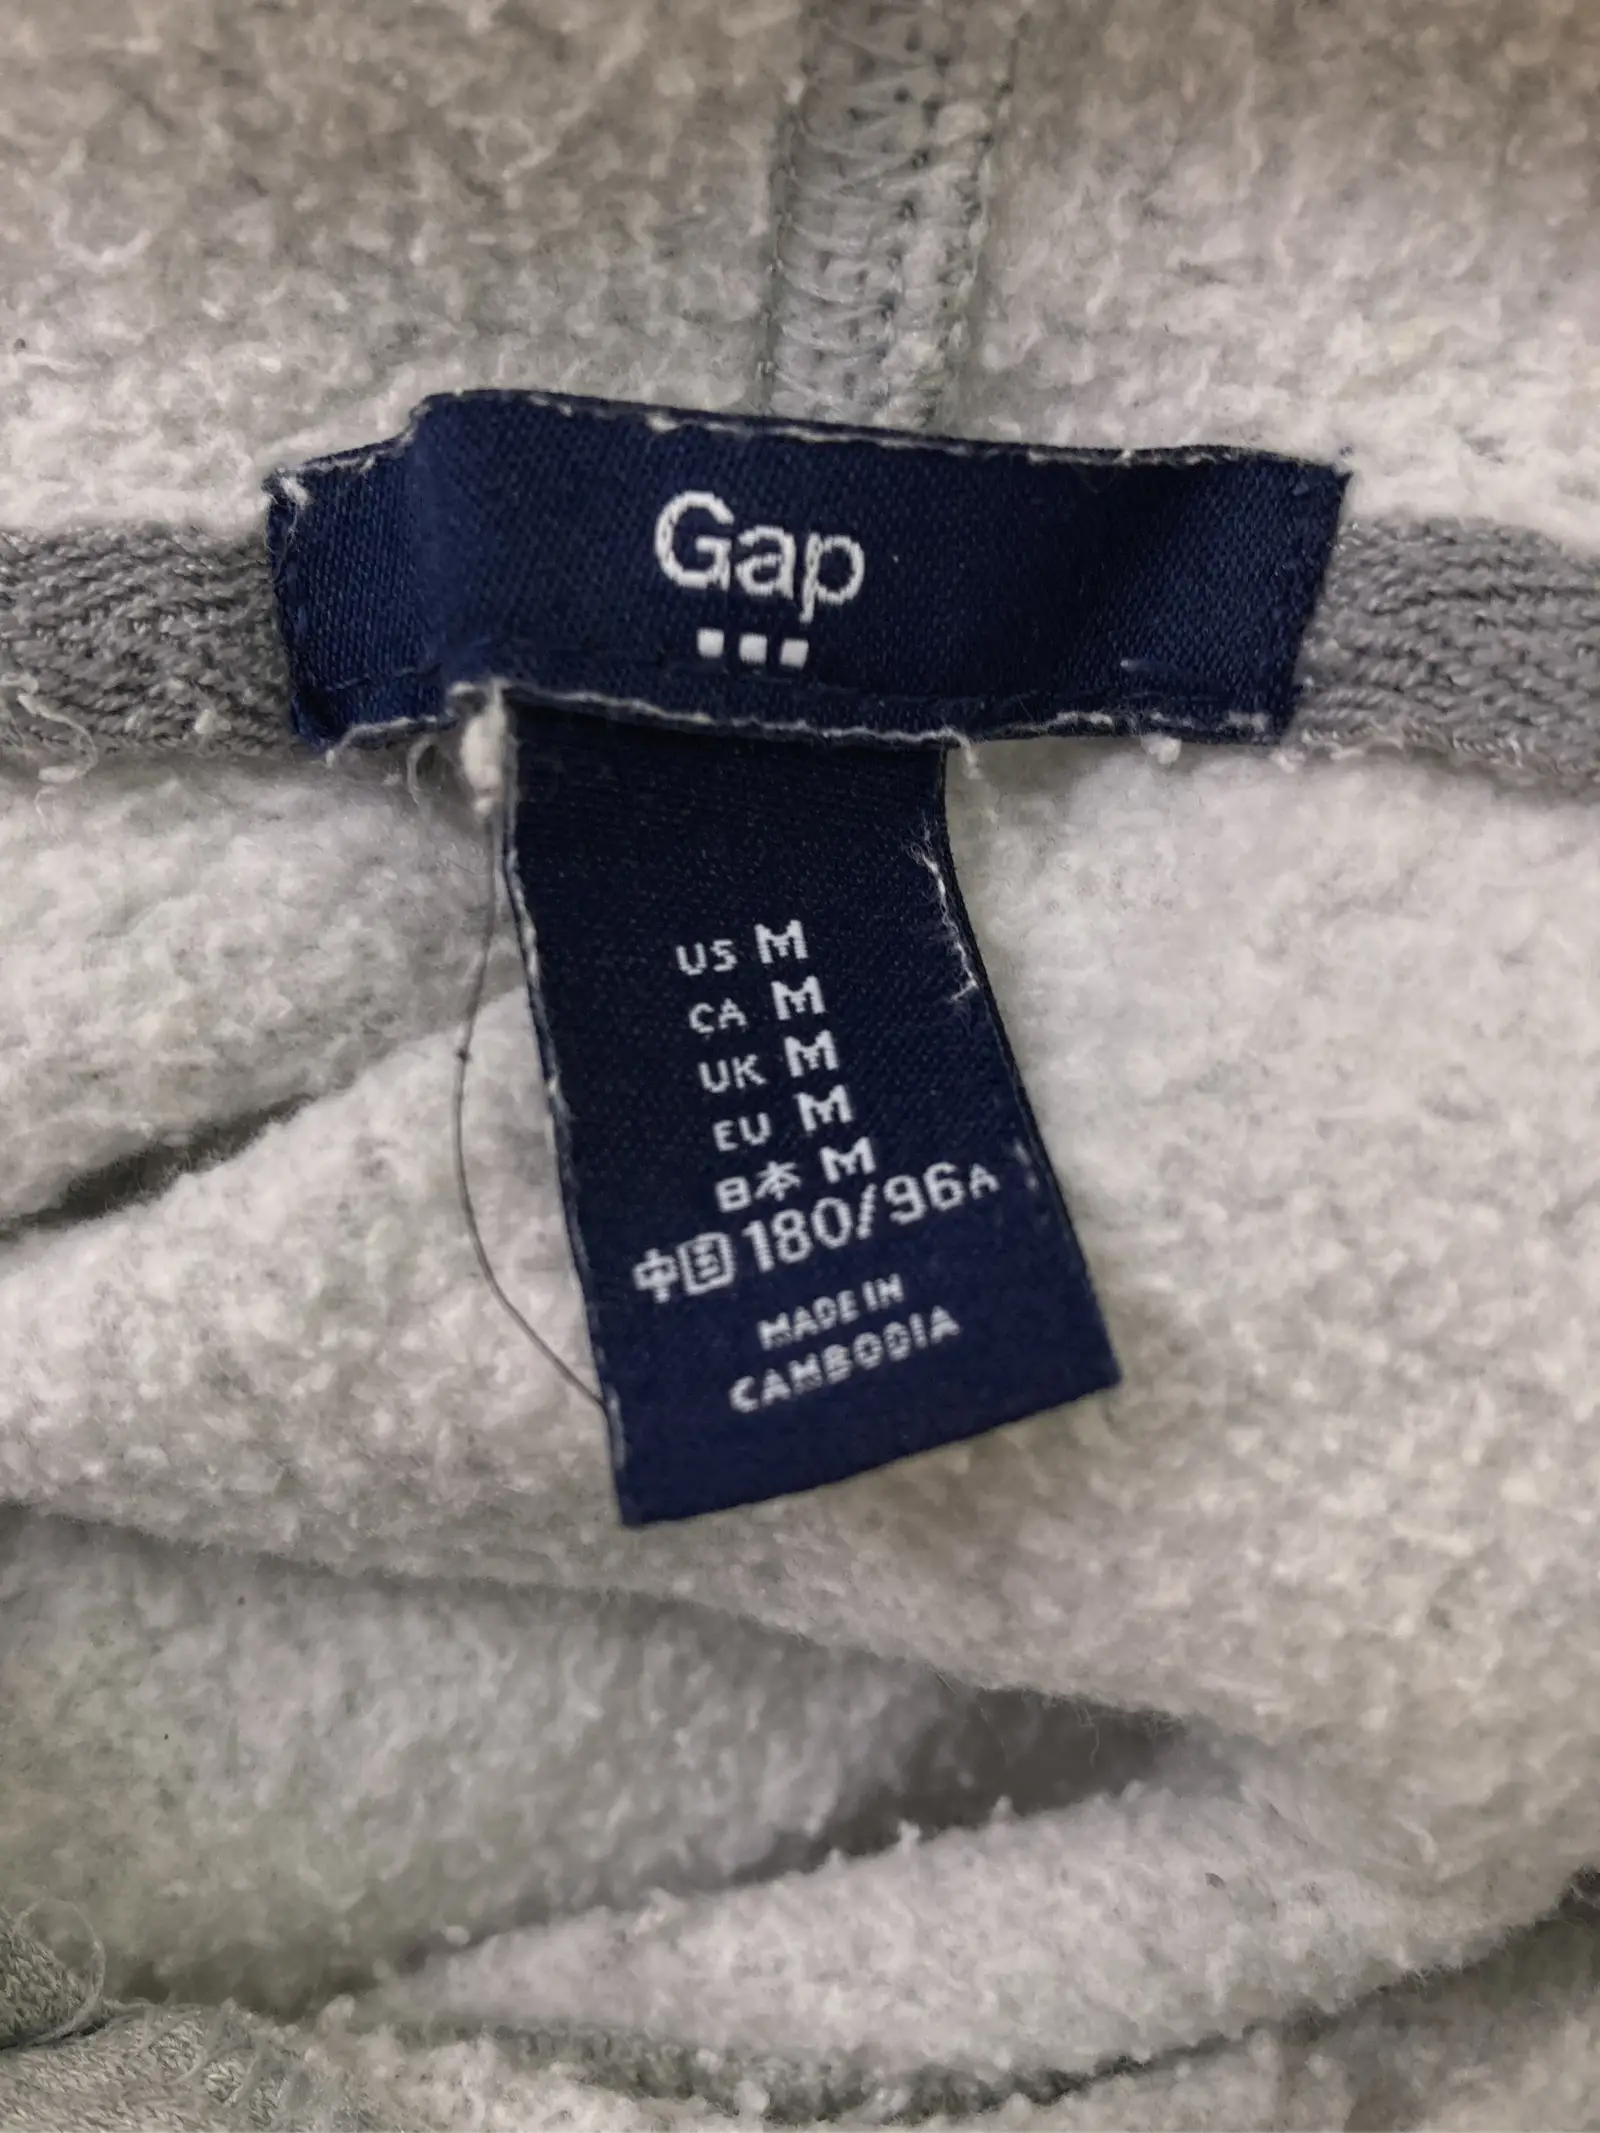 Gap
US M
CA M
UK M
EU M
日本 M
中国 180/96A
MADE IN
CAMBODIA